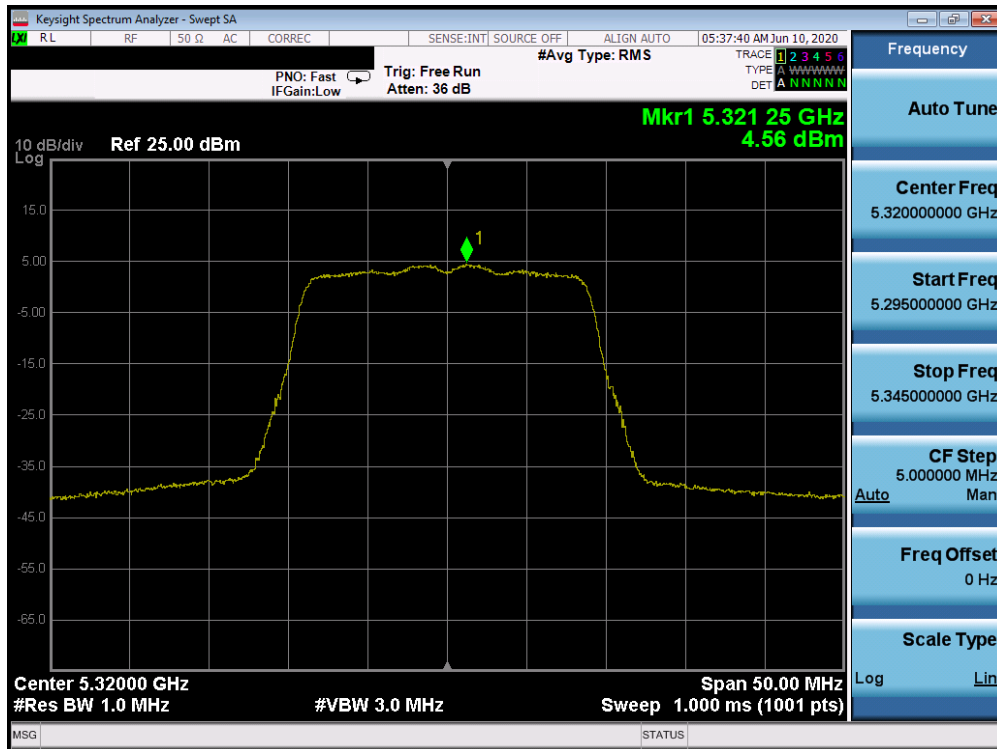 Keysight Spectrum Analyzer - Swept SA
LXI RL RF 50 Ω AC CORREC SENSE:INT SOURCE OFF ALIGN AUTO 05:37:40 AM Jun 10, 2020
#Avg Type: RMS TRACE 1 2 3 4 5 6
PNO: Fast Trig: Free Run TYPE A WWWWW
IFGain:Low Atten: 36 dB DET A N N N N N
Mkr1 5.321 25 GHz
4.56 dBm
10 dB/div Ref 25.00 dBm
Log
1
15.0
5.00
-5.00
-15.0
-25.0
-35.0
-45.0
-55.0
-65.0
Center 5.32000 GHz Span 50.00 MHz
#Res BW 1.0 MHz #VBW 3.0 MHz Sweep 1.000 ms (1001 pts)
MSG STATUS
Frequency
Auto Tune
Center Freq
5.320000000 GHz
Start Freq
5.295000000 GHz
Stop Freq
5.345000000 GHz
CF Step
5.000000 MHz
Auto Man
Freq Offset
0 Hz
Scale Type
Log Lin